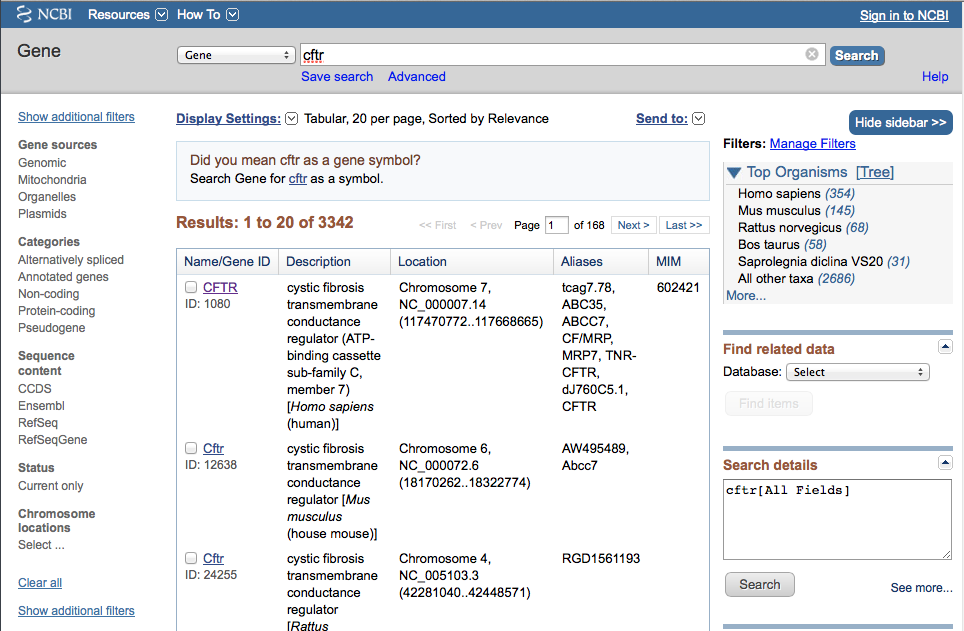 NCBI Resources How To Sign in to NCBI
Gene
Gene cftr Search
Save search Advanced Help
Show additional filters
Gene sources
Genomic
Mitochondria
Organelles
Plasmids
Categories
Alternatively spliced
Annotated genes
Non-coding
Protein-coding
Pseudogene
Sequence
content
CCDS
Ensembl
RefSeq
RefSeqGene
Status
Current only
Chromosome
locations
Select ...
Clear all
Show additional filters
Display Settings: Tabular, 20 per page, Sorted by Relevance Send to:
Did you mean cftr as a gene symbol?
Search Gene for cftr as a symbol.
Results: 1 to 20 of 3342 << First < Prev Page 1 of 168 Next > Last >>
Name/Gene ID Description Location Aliases MIM
CFTR
ID: 1080
cystic fibrosis
transmembrane
conductance
regulator (ATP-
binding cassette
sub-family C,
member 7)
[Homo sapiens
(human)]
Chromosome 7,
NC_000007.14
(117470772..117668665)
tcag7.78,
ABC35,
ABCC7,
CF/MRP,
MRP7, TNR-
CFTR,
dJ760C5.1,
CFTR
602421
Cftr
ID: 12638
cystic fibrosis
transmembrane
conductance
regulator [Mus
musculus
(house mouse)]
Chromosome 6,
NC_000072.6
(18170262..18322774)
AW495489,
Abcc7
Cftr
ID: 24255
cystic fibrosis
transmembrane
conductance
regulator
[Rattus
Chromosome 4,
NC_005103.3
(42281040..42448571)
RGD1561193
Hide sidebar >>
Filters: Manage Filters
Top Organisms [Tree]
Homo sapiens (354)
Mus musculus (145)
Rattus norvegicus (68)
Bos taurus (58)
Saprolegnia diclina VS20 (31)
All other taxa (2686)
More...
Find related data
Database: Select
Find items
Search details
cftr[All Fields]
Search See more...